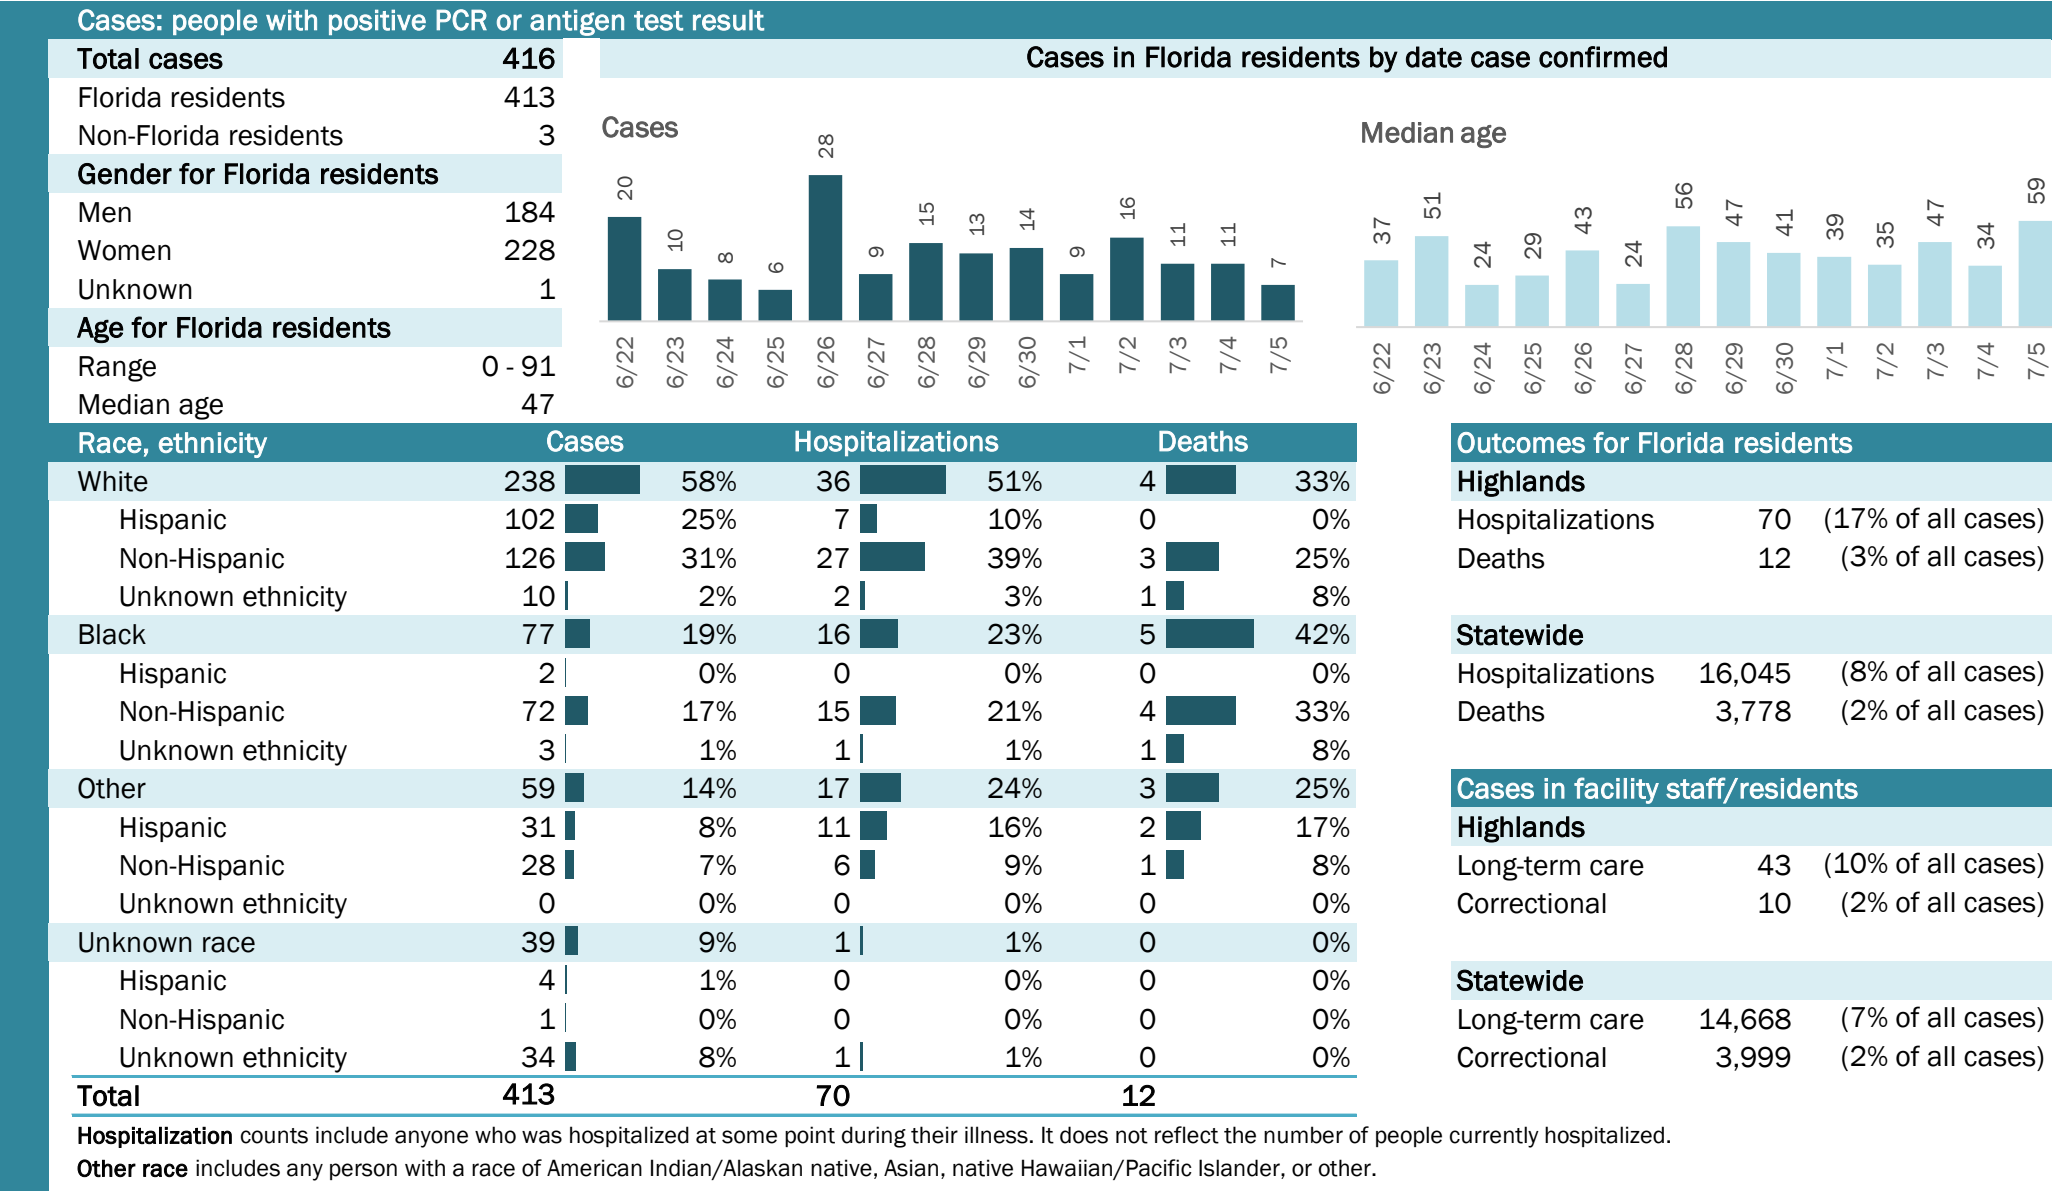 Cases: people with positive PCR or antigen test result
Total cases 416
Florida residents 413
Non-Florida residents 3
Gender for Florida residents
Men 184
Women 228
Unknown 1
Age for Florida residents
Range 0 - 91
Median age 47
Cases in Florida residents by date case confirmed
Cases
20 10 8 6 28 9 15 13 14 9 16 11 11 7
6/22 6/23 6/24 6/25 6/26 6/27 6/28 6/29 6/30 7/1 7/2 7/3 7/4 7/5
Median age
37 51 24 29 43 24 56 47 41 39 35 47 34 59
6/22 6/23 6/24 6/25 6/26 6/27 6/28 6/29 6/30 7/1 7/2 7/3 7/4 7/5
Race, ethnicity Cases Hospitalizations Deaths
White 238 58% 36 51% 4 33%
Hispanic 102 25% 7 10% 0 0%
Non-Hispanic 126 31% 27 39% 3 25%
Unknown ethnicity 10 2% 2 3% 1 8%
Black 77 19% 16 23% 5 42%
Hispanic 2 0% 0 0% 0 0%
Non-Hispanic 72 17% 15 21% 4 33%
Unknown ethnicity 3 1% 1 1% 1 8%
Other 59 14% 17 24% 3 25%
Hispanic 31 8% 11 16% 2 17%
Non-Hispanic 28 7% 6 9% 1 8%
Unknown ethnicity 0 0% 0 0% 0 0%
Unknown race 39 9% 1 1% 0 0%
Hispanic 4 1% 0 0% 0 0%
Non-Hispanic 1 0% 0 0% 0 0%
Unknown ethnicity 34 8% 1 1% 0 0%
Total 413 70 12
Outcomes for Florida residents
Highlands
Hospitalizations 70 (17% of all cases)
Deaths 12 (3% of all cases)
Statewide
Hospitalizations 16,045 (8% of all cases)
Deaths 3,778 (2% of all cases)
Cases in facility staff/residents
Highlands
Long-term care 43 (10% of all cases)
Correctional 10 (2% of all cases)
Statewide
Long-term care 14,668 (7% of all cases)
Correctional 3,999 (2% of all cases)
Hospitalization counts include anyone who was hospitalized at some point during their illness. It does not reflect the number of people currently hospitalized.
Other race includes any person with a race of American Indian/Alaskan native, Asian, native Hawaiian/Pacific Islander, or other.